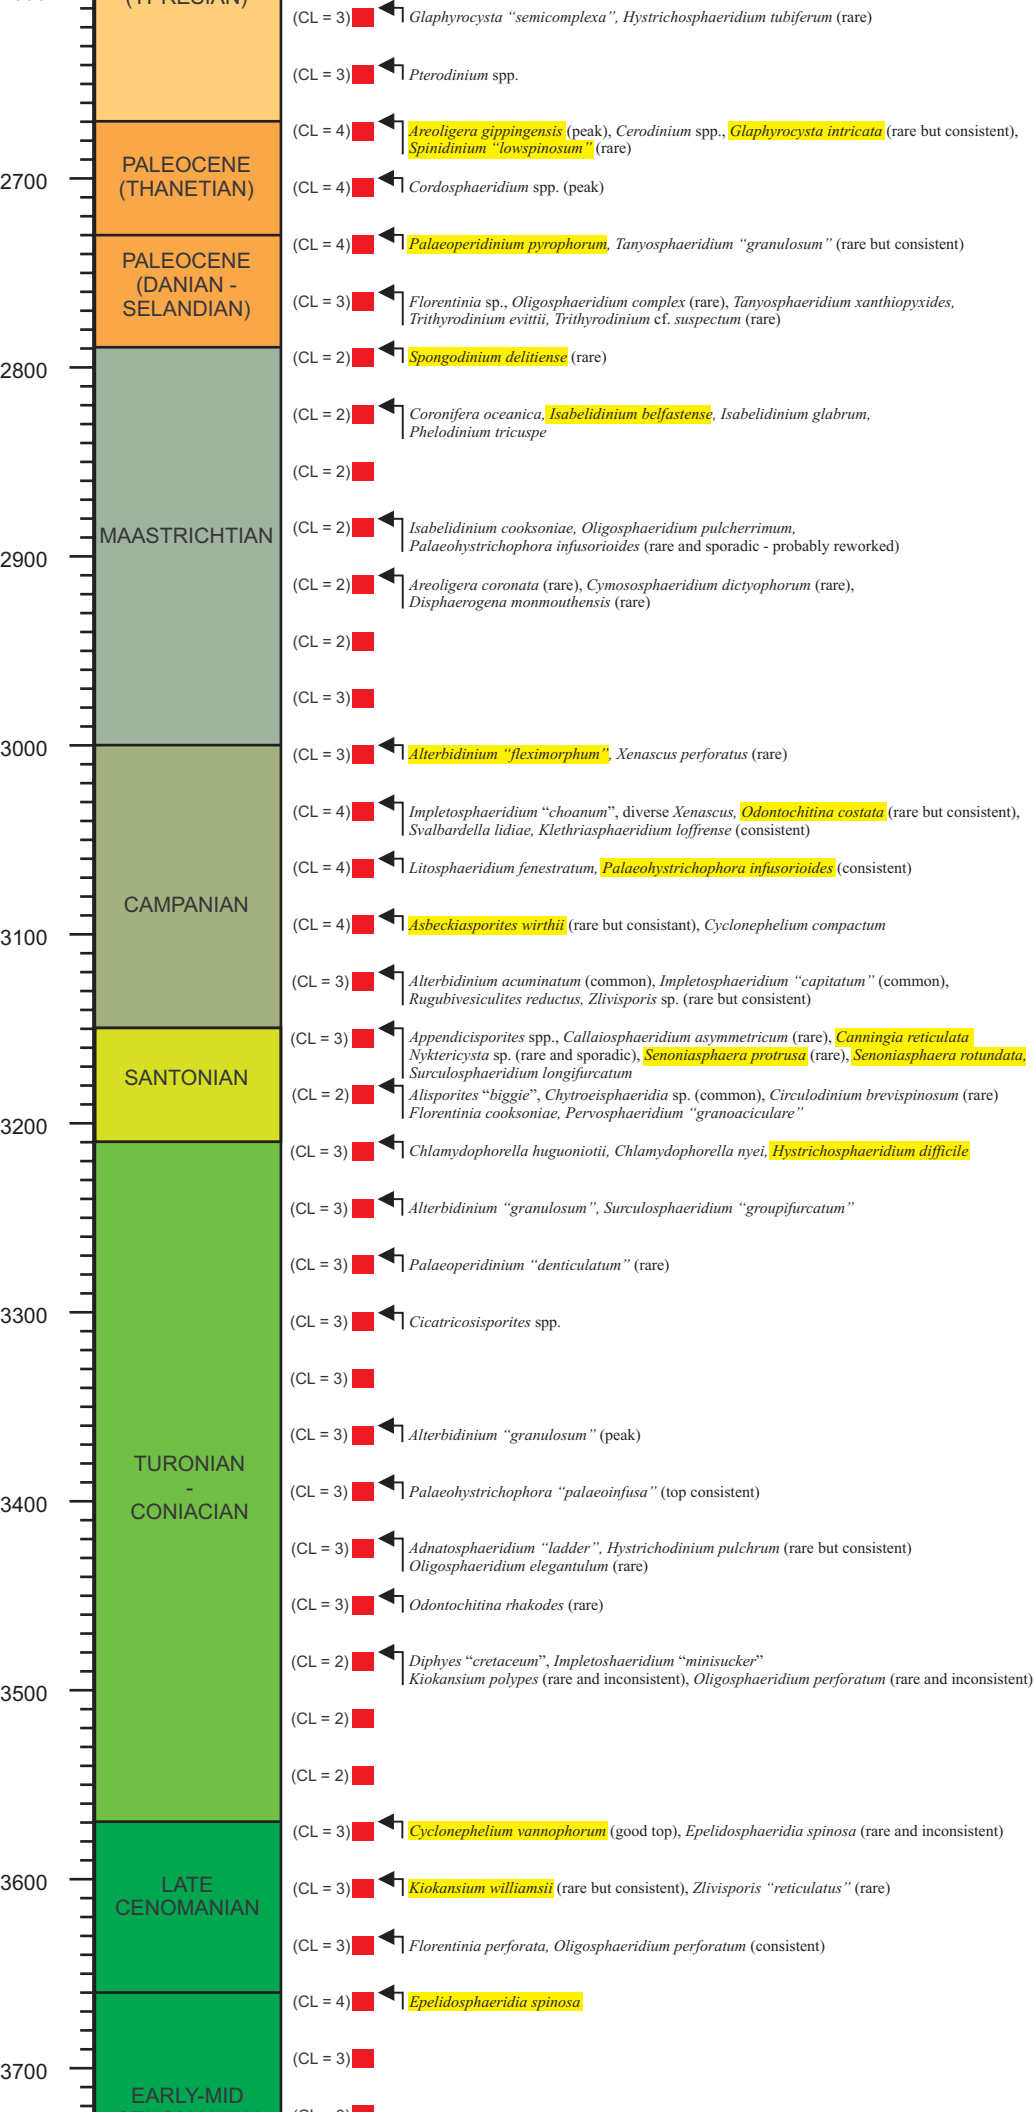 (CL = 3) Glaphyrocysta “semicomplexa”, Hystrichosphaeridium tubiferum (rare)
(CL = 3) Pterodinium spp.
(CL = 4) Areoligera gippingensis (peak), Cerodinium spp., Glaphyrocysta intricata (rare but consistent),
Spinidinium “lowspinosum” (rare)
PALEOCENE
(THANETIAN)
2700
(CL = 4) Cordosphaeridium spp. (peak)
(CL = 4) Palaeoperidinium pyrophorum, Tanyosphaeridium “granulosum” (rare but consistent)
PALEOCENE
(DANIAN -
SELANDIAN)
(CL = 3) Florentinia sp., Oligosphaeridium complex (rare), Tanyosphaeridium xanthiopyxides,
Trithyrodinium evittii, Trithyrodinium cf. suspectum (rare)
(CL = 2) Spongodinium delitiense (rare)
2800
(CL = 2) Coronifera oceanica, Isabelidinium belfastense, Isabelidinium glabrum,
Phelodinium tricuspe
(CL = 2)
(CL = 2) Isabelidinium cooksoniae, Oligosphaeridium pulcherrimum,
Palaeohystrichophora infusorioides (rare and sporadic - probably reworked)
MAASTRICHTIAN
2900
(CL = 2) Areoligera coronata (rare), Cymososphaeridium dictyophorum (rare),
Disphaerogena monmouthensis (rare)
(CL = 2)
(CL = 3)
3000
(CL = 3) Alterbidinium “fleximorphum”, Xenascus perforatus (rare)
(CL = 4) Impletosphaeridium “choanum”, diverse Xenascus, Odontochitina costata (rare but consistent),
Svalbardella lidiae, Klethriasphaeridium loffrense (consistent)
(CL = 4) Litosphaeridium fenestratum, Palaeohystrichophora infusorioides (consistent)
CAMPANIAN
(CL = 4) Asbeckiasporites wirthii (rare but consistant), Cyclonephelium compactum
3100
(CL = 3) Alterbidinium acuminatum (common), Impletosphaeridium “capitatum” (common),
Rugubivesiculites reductus, Zlivisporis sp. (rare but consistent)
(CL = 3) Appendicisporites spp., Callaiosphaeridium asymmetricum (rare), Canningia reticulata
Nyktericysta sp. (rare and sporadic), Senoniasphaera protrusa (rare), Senoniasphaera rotundata,
Surculosphaeridium longifurcatum
SANTONIAN
(CL = 2) Alisporites “biggie”, Chytroeisphaeridia sp. (common), Circulodinium brevispinosum (rare)
Florentinia cooksoniae, Pervosphaeridium “granoaciculare”
3200
(CL = 3) Chlamydophorella huguoniotii, Chlamydophorella nyei, Hystrichosphaeridium difficile
(CL = 3) Alterbidinium “granulosum”, Surculosphaeridium “groupifurcatum”
(CL = 3) Palaeoperidinium “denticulatum” (rare)
3300
(CL = 3) Cicatricosisporites spp.
(CL = 3)
(CL = 3) Alterbidinium “granulosum” (peak)
TURONIAN
-
CONIACIAN
(CL = 3) Palaeohystrichophora “palaeoinfusa” (top consistent)
3400
(CL = 3) Adnatosphaeridium “ladder”, Hystrichodinium pulchrum (rare but consistent)
Oligosphaeridium elegantulum (rare)
(CL = 3) Odontochitina rhakodes (rare)
(CL = 2) Diphyes “cretaceum”, Impletoshaeridium “minisucker”
Kiokansium polypes (rare and inconsistent), Oligosphaeridium perforatum (rare and inconsistent)
3500
(CL = 2)
(CL = 2)
(CL = 3) Cyclonephelium vannophorum (good top), Epelidosphaeridia spinosa (rare and inconsistent)
3600
LATE
CENOMANIAN
(CL = 3) Kiokansium williamsii (rare but consistent), Zlivisporis “reticulatus” (rare)
(CL = 3) Florentinia perforata, Oligosphaeridium perforatum (consistent)
(CL = 4) Epelidosphaeridia spinosa
(CL = 3)
3700
EARLY-MID